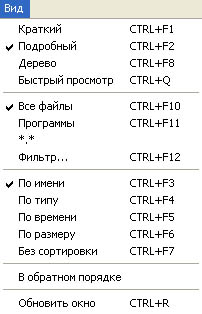 Вид
Краткий CTRL+F1
Подробный CTRL+F2
Дерево CTRL+F8
Быстрый просмотр CTRL+Q
Все файлы CTRL+F10
Программы CTRL+F11
*.*
Фильтр... CTRL+F12
По имени CTRL+F3
По типу CTRL+F4
По времени CTRL+F5
По размеру CTRL+F6
Без сортировки CTRL+F7
В обратном порядке
Обновить окно CTRL+R